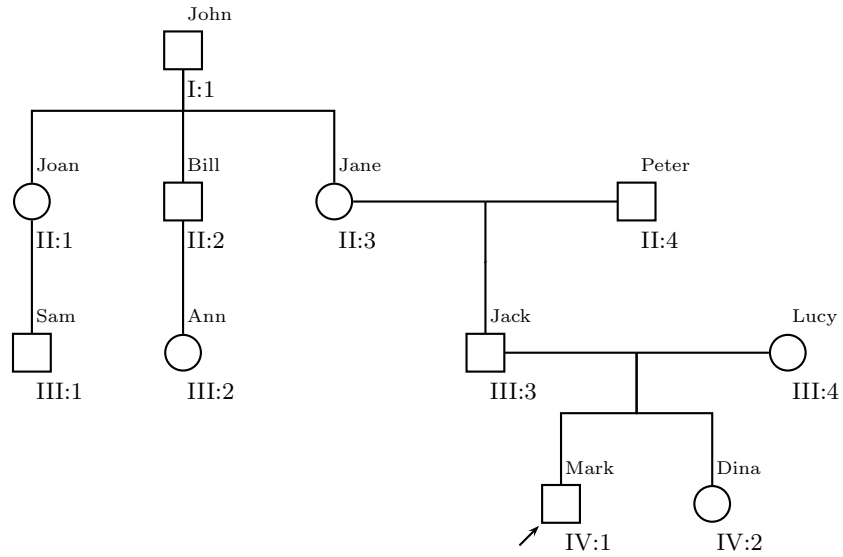 John
I:1
Joan
Bill
Jane
Peter
II:1
II:2
II:3
II:4
Sam
Ann
Jack
Lucy
III:1
III:2
III:3
III:4
Mark
Dina
IV:1
IV:2